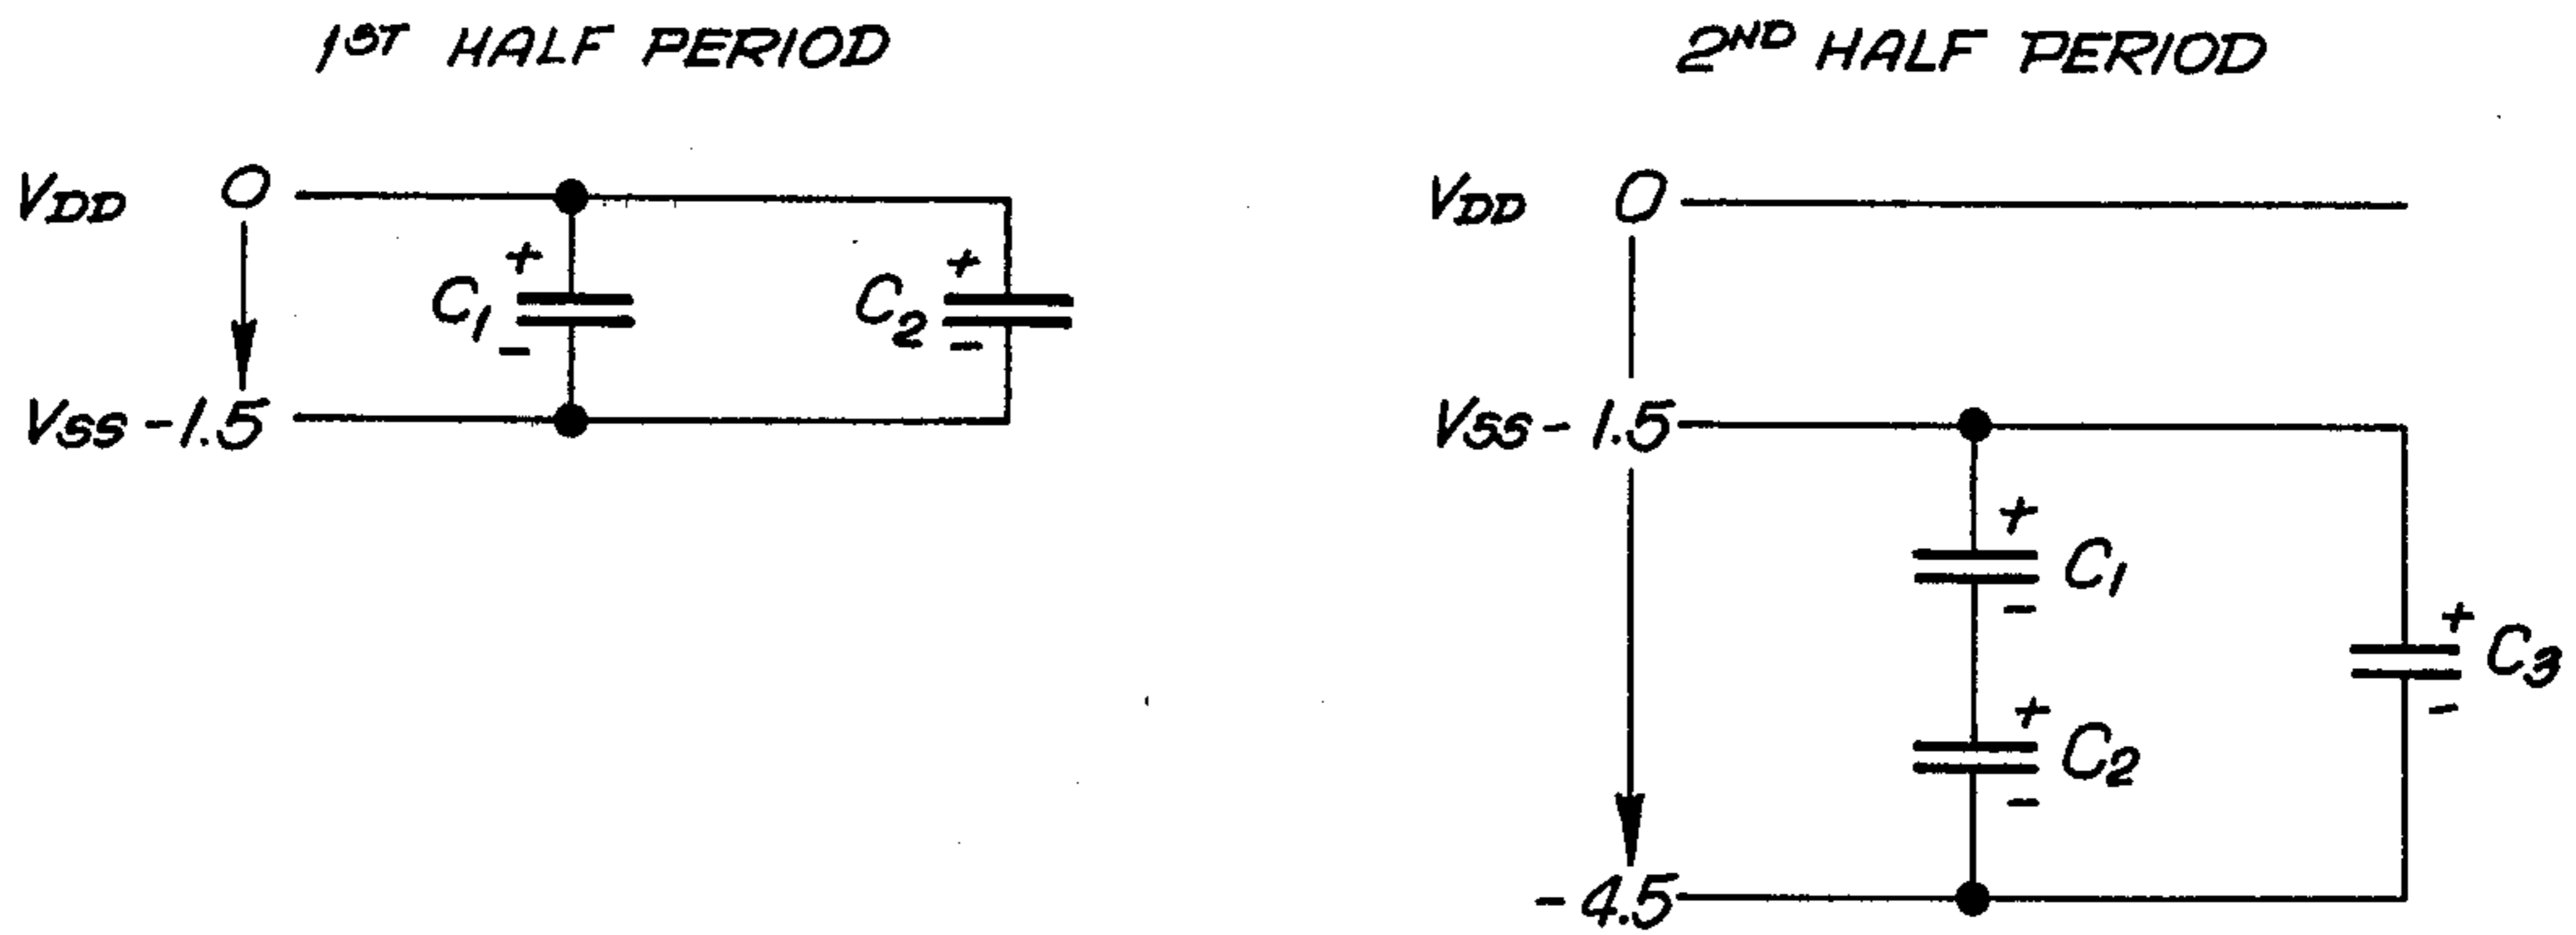 1ST HALF PERIOD
VDD 0
+
C1
-
+
C2
-
VSS -1.5
2ND HALF PERIOD
VDD 0
VSS -1.5
+
C1
-
+
C2
-
+
C3
-
-4.5